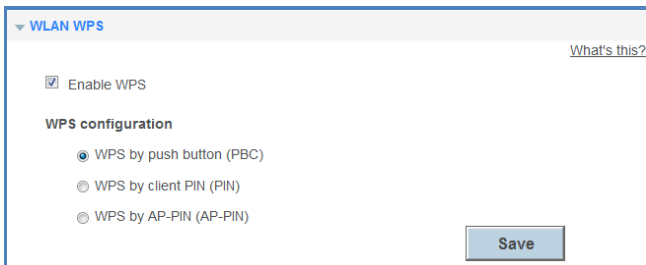 WLAN WPS
What's this?
Enable WPS
WPS configuration
WPS by push button (PBC)
WPS by client PIN (PIN)
WPS by AP-PIN (AP-PIN)
Save